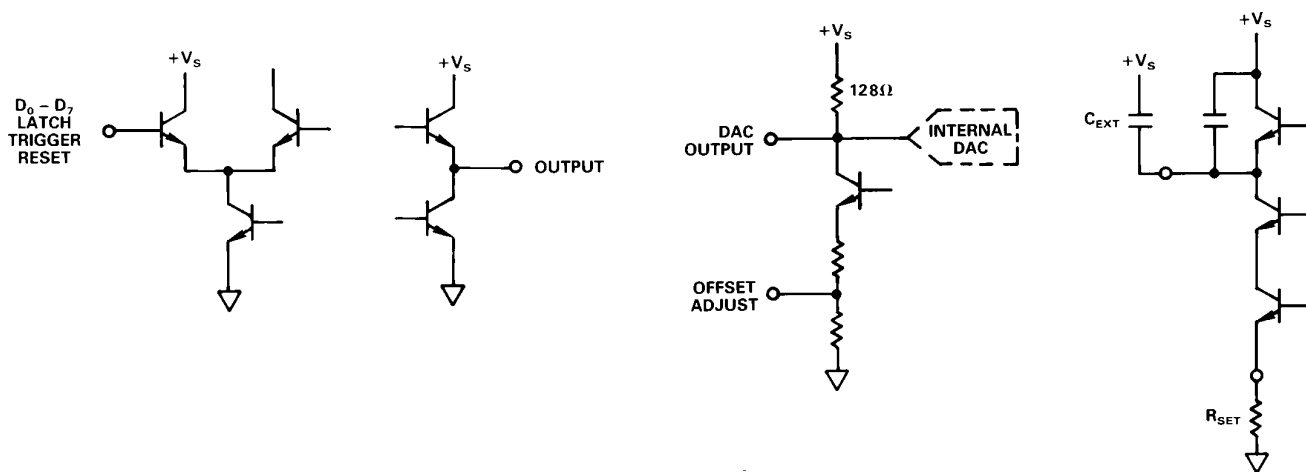 +Vs
D0 – D7
LATCH
TRIGGER
RESET
+Vs
OUTPUT
+Vs
128Ω
DAC
OUTPUT
INTERNAL
DAC
OFFSET
ADJUST
+Vs
+Vs
CEXT
RSET